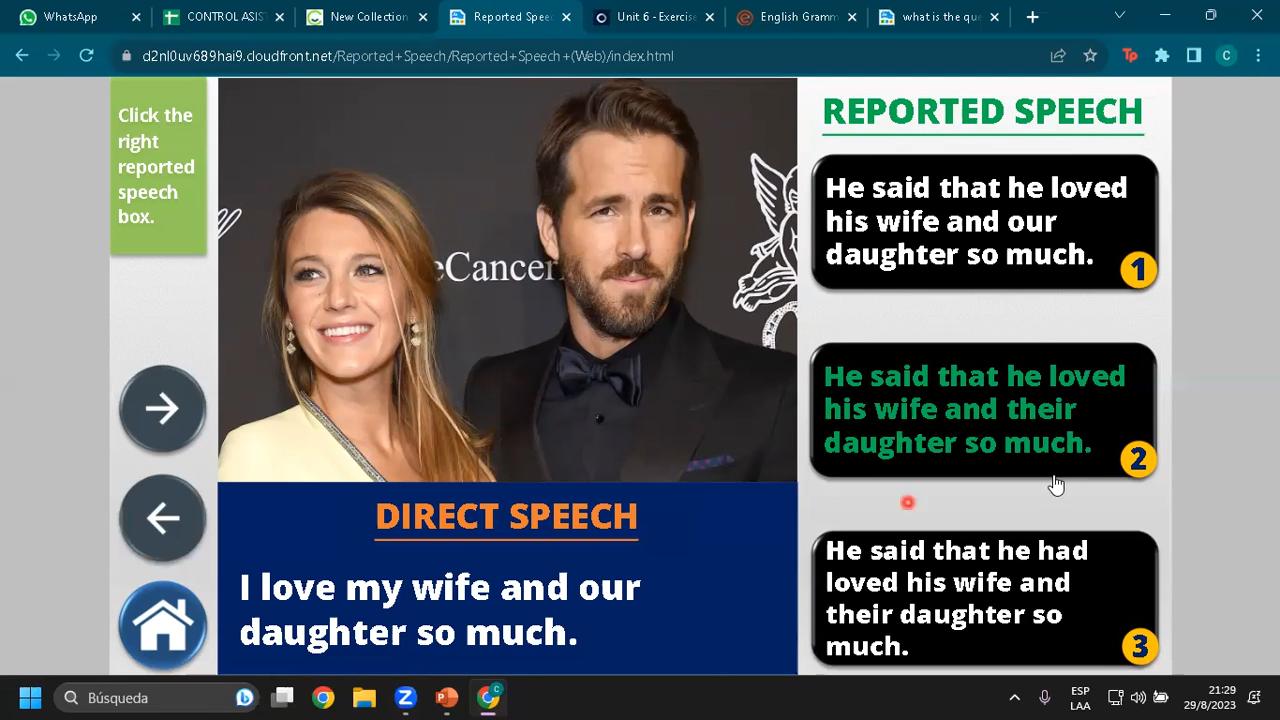 WhatsApp
CONTROL ASIS
New Collection
Reported Spee
Unit 6 - Exercise
English Gramm
what is the que
d2nl0uv689hai9.cloudfront.net/Reported+Speech/Reported+Speech+(Web)/index.html
Click the
right
reported
speech
box.
eCancer
REPORTED SPEECH
He said that he loved
his wife and our
daughter so much.
1
He said that he loved
his wife and their
daughter so much.
2
He said that he had
loved his wife and
their daughter so
much.
3
DIRECT SPEECH
I love my wife and our
daughter so much.
Búsqueda
ESP
LAA
21:29
29/8/2023